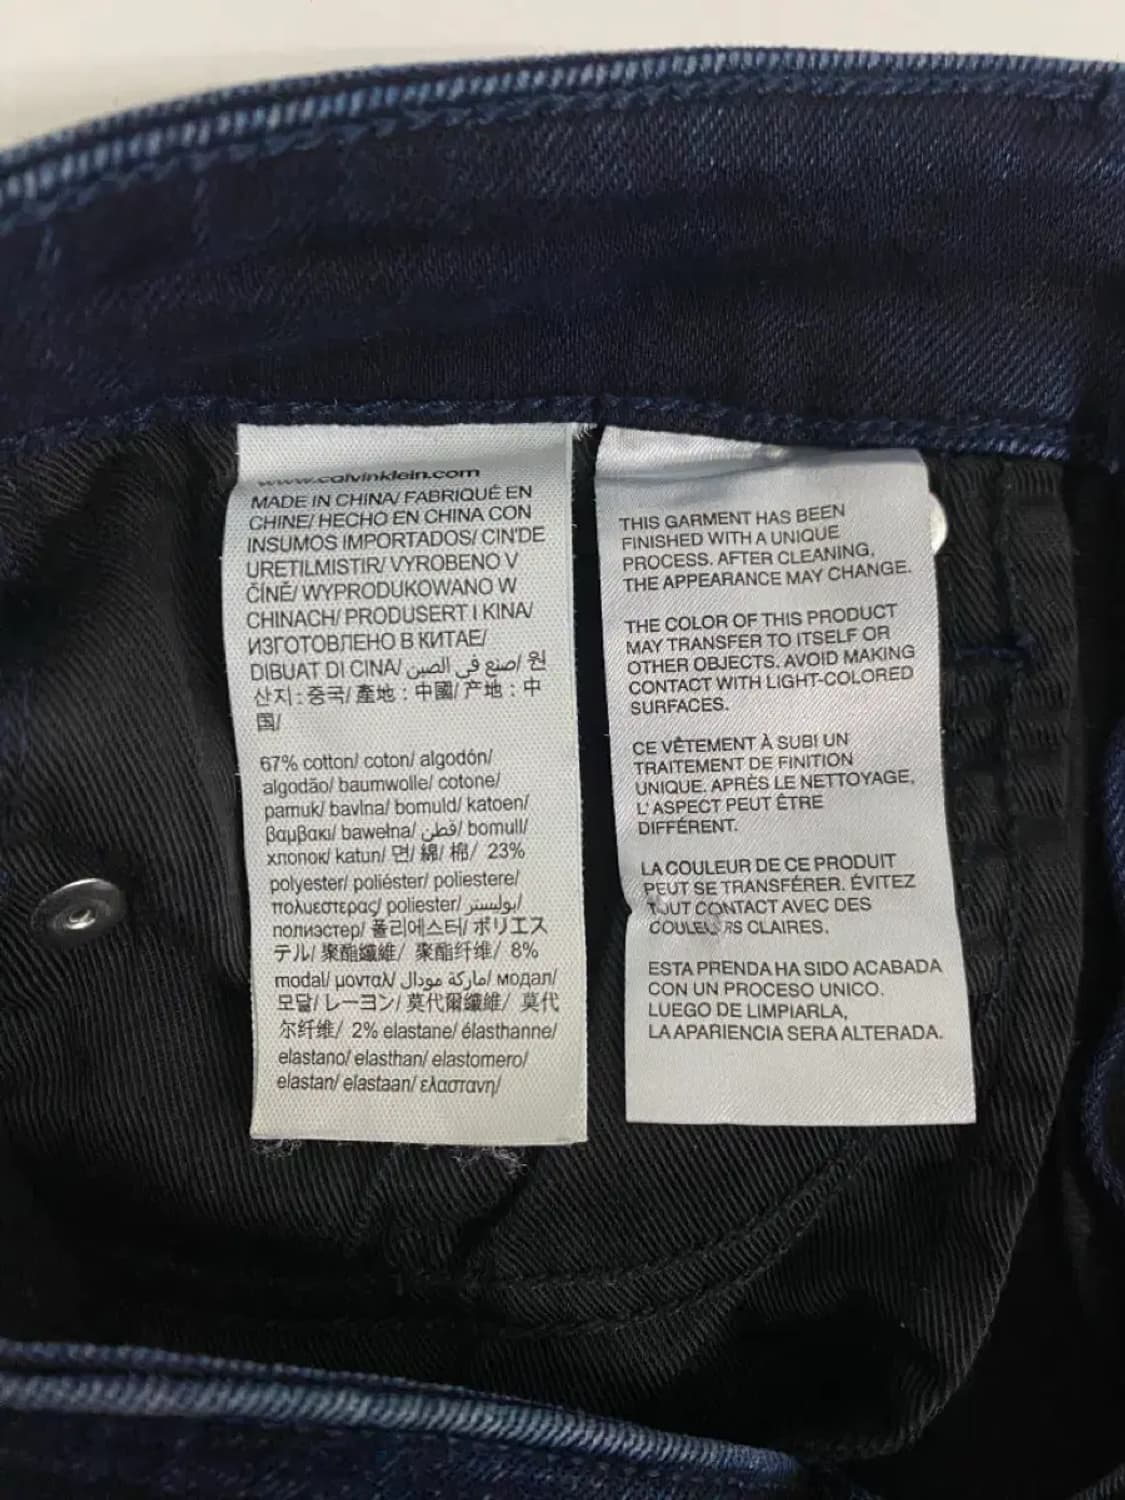 www.calvinklein.com
MADE IN CHINA/ FABRIQUÉ EN
CHINE/ HECHO EN CHINA CON
INSUMOS IMPORTADOS/ CIN'DE
URETILMISTIR/ VYROBENO V
ČÍNĚ/ WYPRODUKOWANO W
CHINACH/ PRODUSERT I KINA/
ИЗГОТОВЛЕНО В КИТАЕ/
DIBUAT DI CINA/ صنع في الصين/ 원
산지 : 중국/ 產地 : 中國/ 产地 : 中
国/
67% cotton/ coton/ algodón/
algodão/ baumwolle/ cotone/
pamuk/ bavlna/ bomuld/ katoen/
βαμβακι/ bawełna/ قطن/ bomull/
хлопок/ katun/ 면/ 綿/ 棉/ 23%
polyester/ poliéster/ poliestere/
πολυεστερας/ poliester/ بوليستر/
полиэстер/ 폴리에스터/ ポリエス
テル/ 聚酯纖維/ 聚酯纤维/ 8%
modal/ μονταλ/ ماركة مودال/ модал/
모달/ レーヨン/ 莫代爾纖維/ 莫代
尔纤维/ 2% elastane/ élasthanne/
elastano/ elasthan/ elastomero/
elastan/ elastaan/ ελαστανη/
THIS GARMENT HAS BEEN
FINISHED WITH A UNIQUE
PROCESS. AFTER CLEANING,
THE APPEARANCE MAY CHANGE.
THE COLOR OF THIS PRODUCT
MAY TRANSFER TO ITSELF OR
OTHER OBJECTS. AVOID MAKING
CONTACT WITH LIGHT-COLORED
SURFACES.
CE VÊTEMENT À SUBI UN
TRAITEMENT DE FINITION
UNIQUE. APRÈS LE NETTOYAGE,
L' ASPECT PEUT ÊTRE
DIFFÉRENT.
LA COULEUR DE CE PRODUIT
PEUT SE TRANSFÉRER. ÉVITEZ
TOUT CONTACT AVEC DES
COULEURS CLAIRES.
ESTA PRENDA HA SIDO ACABADA
CON UN PROCESO UNICO.
LUEGO DE LIMPIARLA,
LA APARIENCIA SERA ALTERADA.